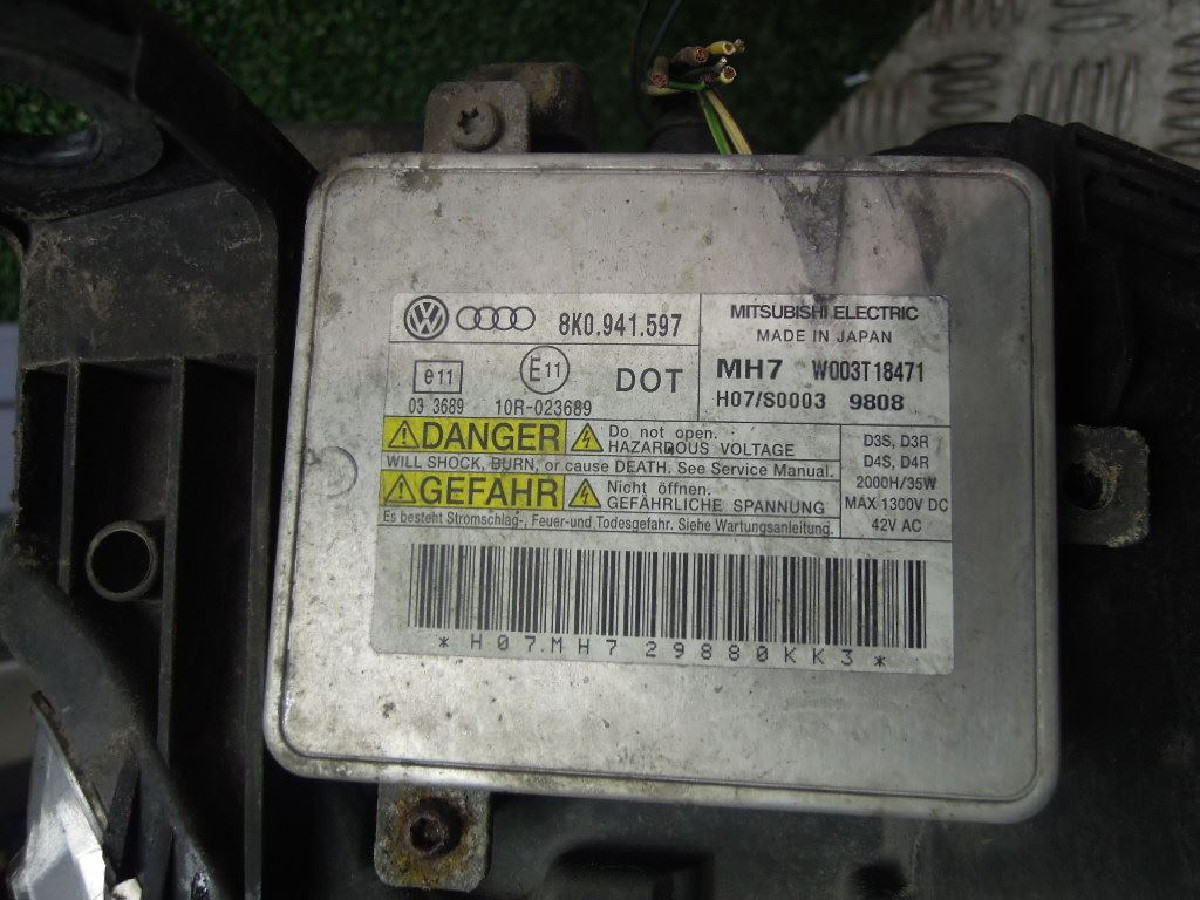 8K0.941.597
MITSUBISHI ELECTRIC
MADE IN JAPAN
e11
E11
DOT
03 3689
10R-023689
MH7 W003T18471
H07/S0003 9808
DANGER
Do not open.
HAZARDOUS VOLTAGE
WILL SHOCK, BURN, or cause DEATH. See Service Manual.
GEFAHR
Nicht öffnen.
GEFÄHRLICHE SPANNUNG
Es besteht Stromschlag-, Feuer-und Todesgefahr. Siehe Wartungsanleitung.
D3S, D3R
D4S, D4R
2000H/35W
MAX 1300V DC
42V AC
*H07.MH7 29880KK3*